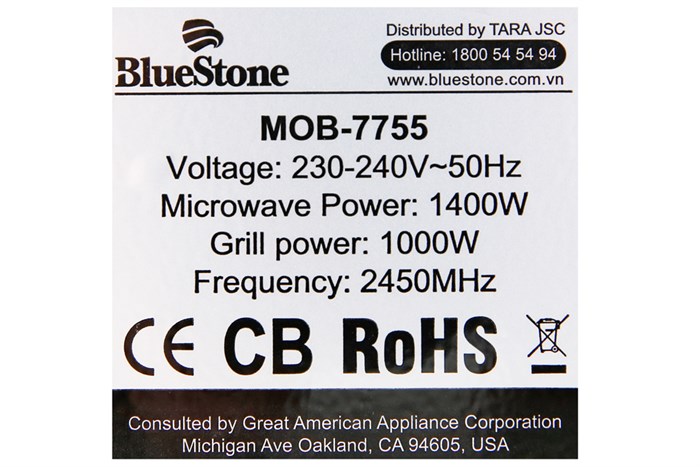 BLUESTONE
Distributed by TARA JSC
Hotline: 1800 54 54 94
www.bluestone.com.vn
MOB-7755
Voltage: 230-240V~50Hz
Microwave Power: 1400W
Grill power: 1000W
Frequency: 2450MHz
CE CB RoHS
Consulted by Great American Appliance Corporation
Michigan Ave Oakland, CA 94605, USA